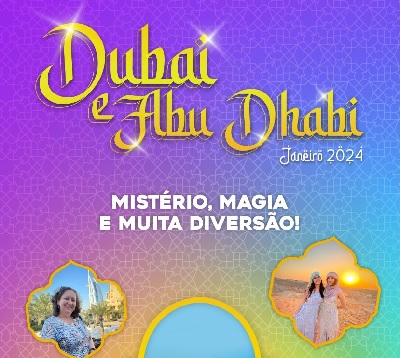 Dubai
e Abu Dhabi
Janeiro 2024
MISTÉRIO, MAGIA
E MUITA DIVERSÃO!